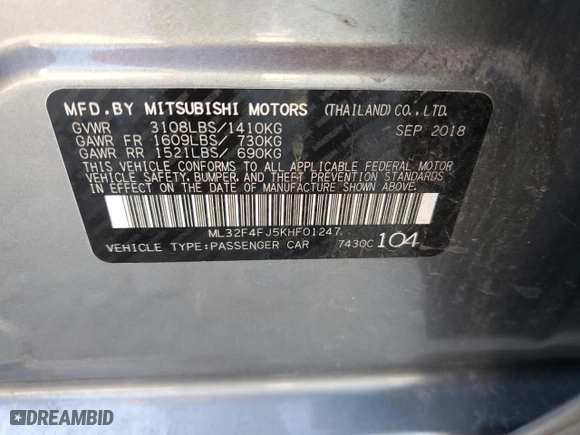 MFD. BY MITSUBISHI MOTORS (THAILAND) CO., LTD.
GVWR 3108LBS/1410KG SEP 2018
GAWR FR 1609LBS/ 730KG
GAWR RR 1521LBS/ 690KG
THIS VEHICLE CONFORMS TO ALL APPLICABLE FEDERAL MOTOR
VEHICLE SAFETY, BUMPER, AND THEFT PREVENTION STANDARDS
IN EFFECT ON THE DATE OF MANUFACTURE SHOWN ABOVE.
ML32F4FJ5KHF01247
VEHICLE TYPE:PASSENGER CAR 7430C 104
DREAMBID